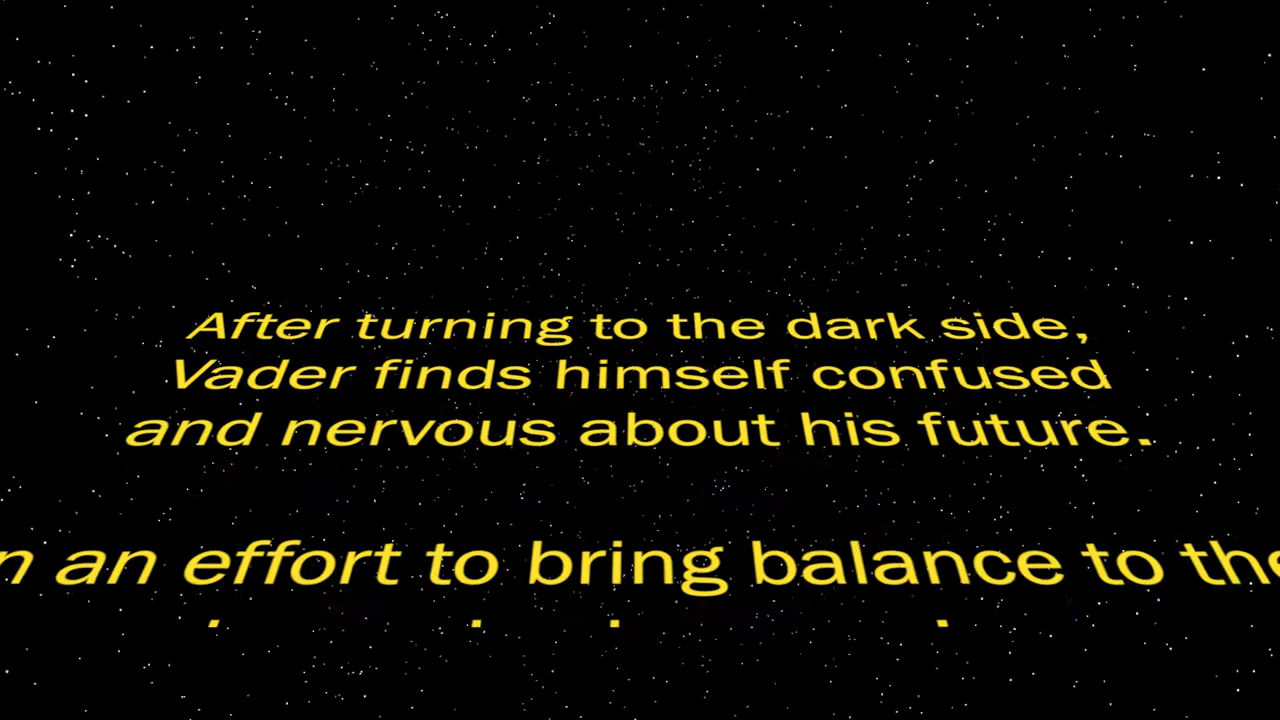 After turning to the dark side,
Vader finds himself confused
and nervous about his future.
an effort to bring balance to